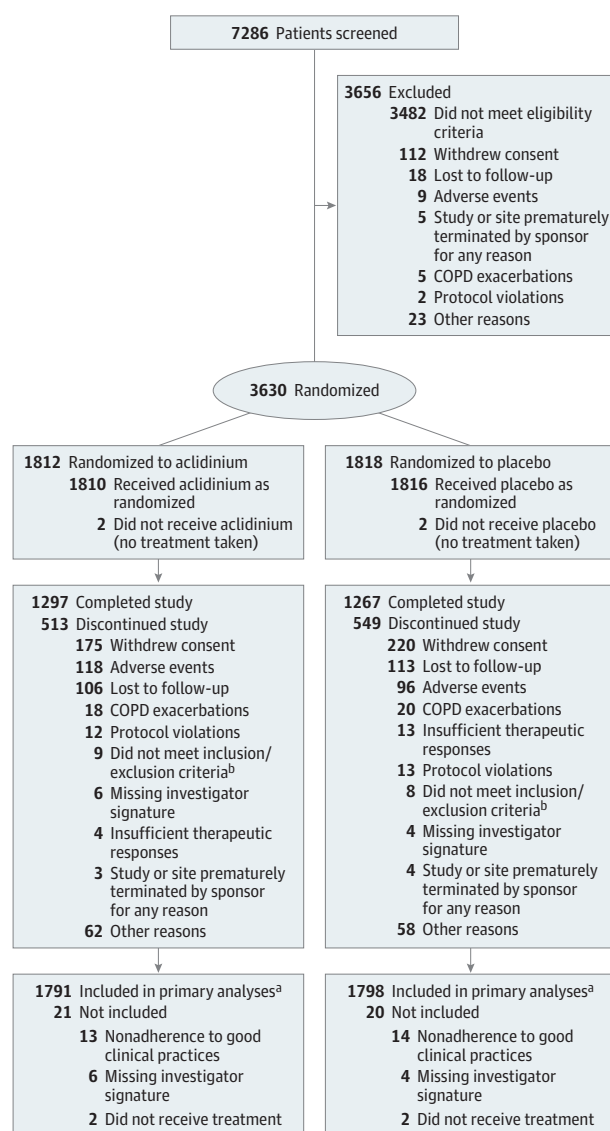 7286 Patients screened
3656 Excluded
3482 Did not meet eligibility
criteria
112 Withdrew consent
18 Lost to follow-up
9 Adverse events
5 Study or site prematurely
terminated by sponsor
for any reason
5 COPD exacerbations
2 Protocol violations
23 Other reasons
3630 Randomized
1812 Randomized to aclidinium
1810 Received aclidinium as
randomized
2 Did not receive aclidinium
(no treatment taken)
1818 Randomized to placebo
1816 Received placebo as
randomized
2 Did not receive placebo
(no treatment taken)
1297 Completed study
513 Discontinued study
175 Withdrew consent
118 Adverse events
106 Lost to follow-up
18 COPD exacerbations
12 Protocol violations
9 Did not meet inclusion/
exclusion criteriab
6 Missing investigator
signature
4 Insufficient therapeutic
responses
3 Study or site prematurely
terminated by sponsor
for any reason
62 Other reasons
1267 Completed study
549 Discontinued study
220 Withdrew consent
113 Lost to follow-up
96 Adverse events
20 COPD exacerbations
13 Insufficient therapeutic
responses
13 Protocol violations
8 Did not meet inclusion/
exclusion criteriab
4 Missing investigator
signature
4 Study or site prematurely
terminated by sponsor
for any reason
58 Other reasons
1791 Included in primary analysesa
21 Not included
13 Nonadherence to good
clinical practices
6 Missing investigator
signature
2 Did not receive treatment
1798 Included in primary analysesa
20 Not included
14 Nonadherence to good
clinical practices
4 Missing investigator
signature
2 Did not receive treatment